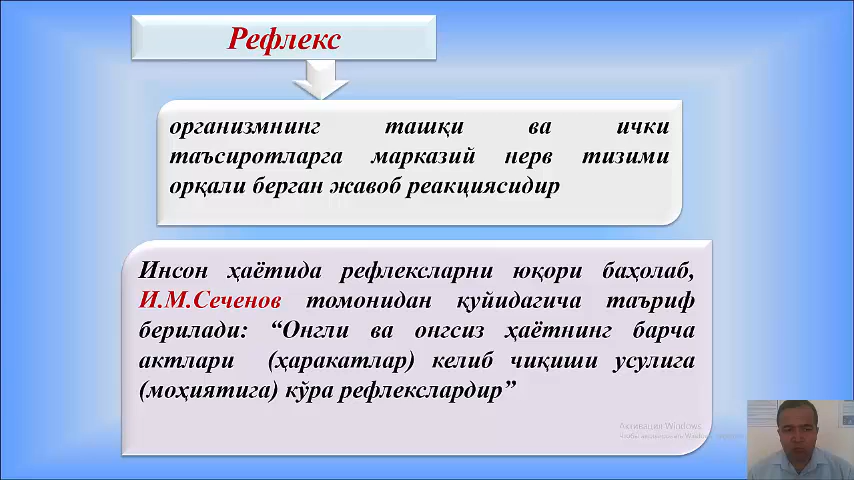 Рефлекс
организмнинг ташқи ва ички
таъсиротларга марказий нерв тизими
орқали берган жавоб реакциясидир
Инсон ҳаётида рефлексларни юқори баҳолаб,
И.М.Сеченов томонидан қуйидагича таъриф
берилади: “Онгли ва онгсиз ҳаётнинг барча
актлари (ҳаракатлар) келиб чиқиши усулига
(моҳиятига) кўра рефлекслардир”
Активация Windows